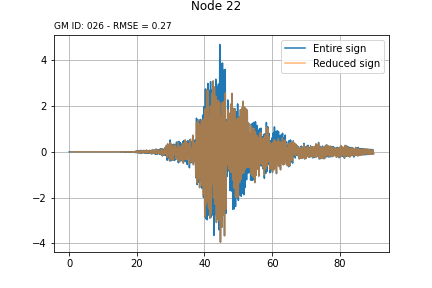 Node 22
GM ID: 026 - RMSE = 0.27
Entire sign
Reduced sign
4
2
0
−2
−4
0 20 40 60 80